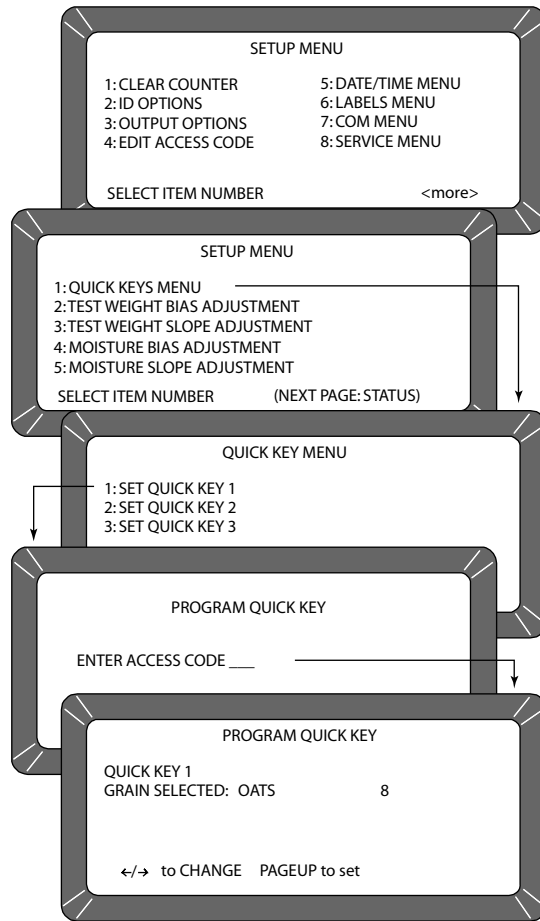 SETUP MENU
1: CLEAR COUNTER 5: DATE/TIME MENU
2: ID OPTIONS 6: LABELS MENU
3: OUTPUT OPTIONS 7: COM MENU
4: EDIT ACCESS CODE 8: SERVICE MENU
SELECT ITEM NUMBER <more>
SETUP MENU
1: QUICK KEYS MENU
2: TEST WEIGHT BIAS ADJUSTMENT
3: TEST WEIGHT SLOPE ADJUSTMENT
4: MOISTURE BIAS ADJUSTMENT
5: MOISTURE SLOPE ADJUSTMENT
SELECT ITEM NUMBER (NEXT PAGE: STATUS)
QUICK KEY MENU
1: SET QUICK KEY 1
2: SET QUICK KEY 2
3: SET QUICK KEY 3
PROGRAM QUICK KEY
ENTER ACCESS CODE ___
PROGRAM QUICK KEY
QUICK KEY 1
GRAIN SELECTED: OATS 8
←/→ to CHANGE PAGEUP to set